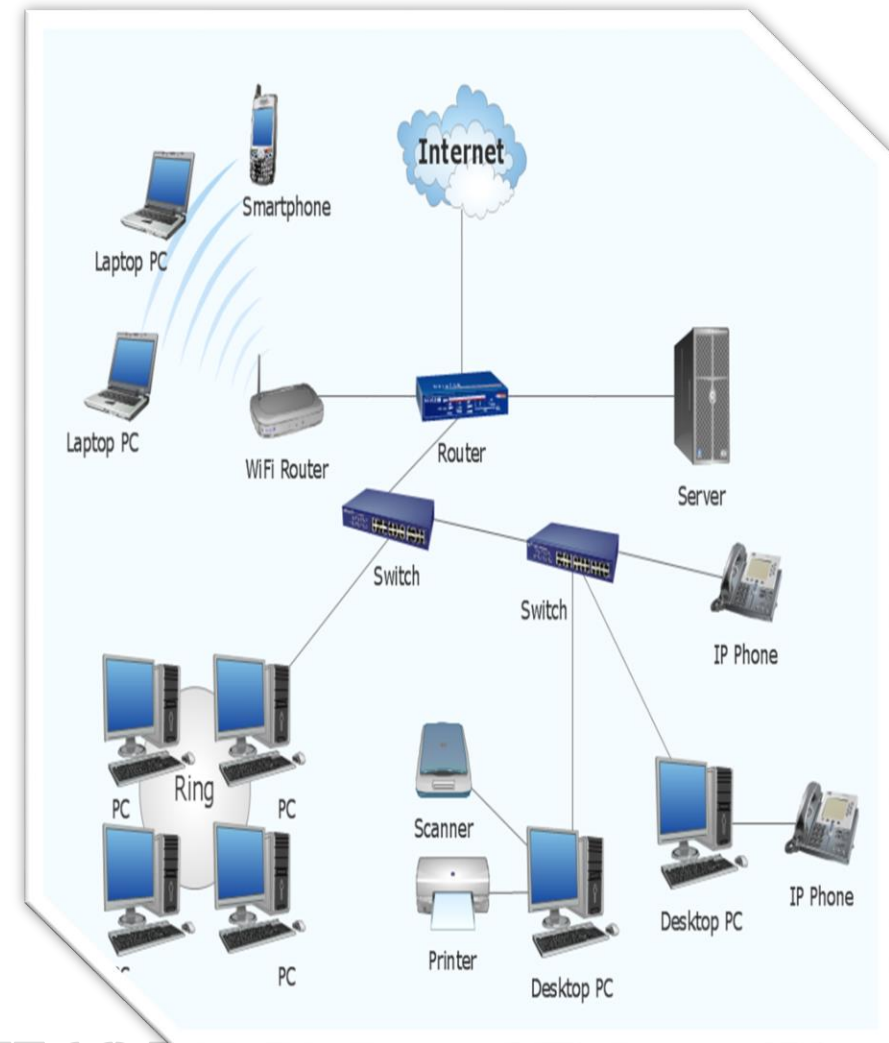 Internet
Smartphone
Laptop PC
Laptop PC
WiFi Router
Router
Server
Switch
Switch
IP Phone
Ring
PC
PC
Scanner
Desktop PC
IP Phone
PC
Printer
Desktop PC